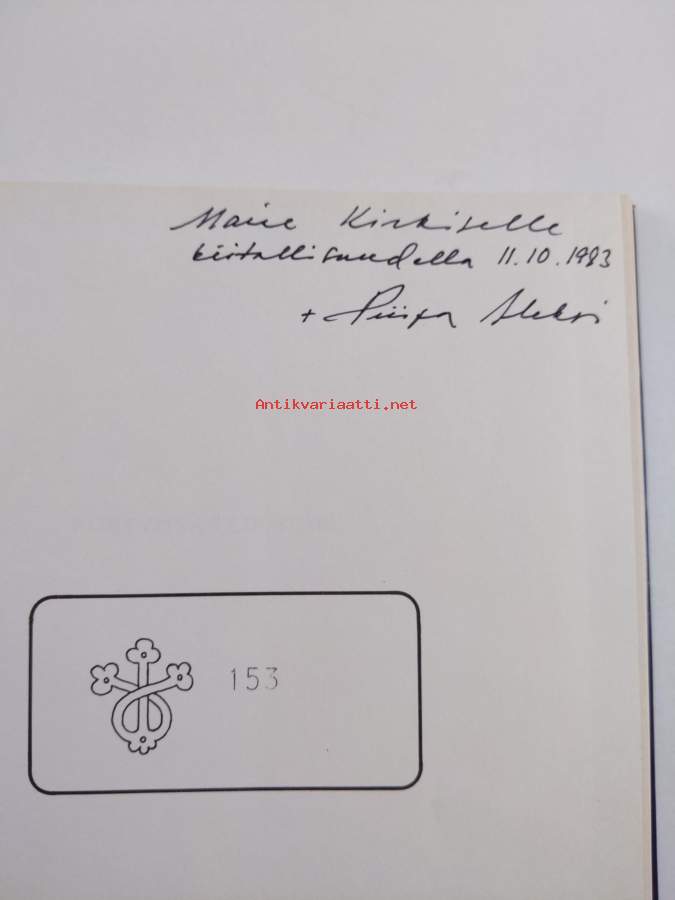 Maire Kirkiselle
kiitollisuudella 11.10.1983
+ Piispa Aleksi
Antikvariaatti.net
153